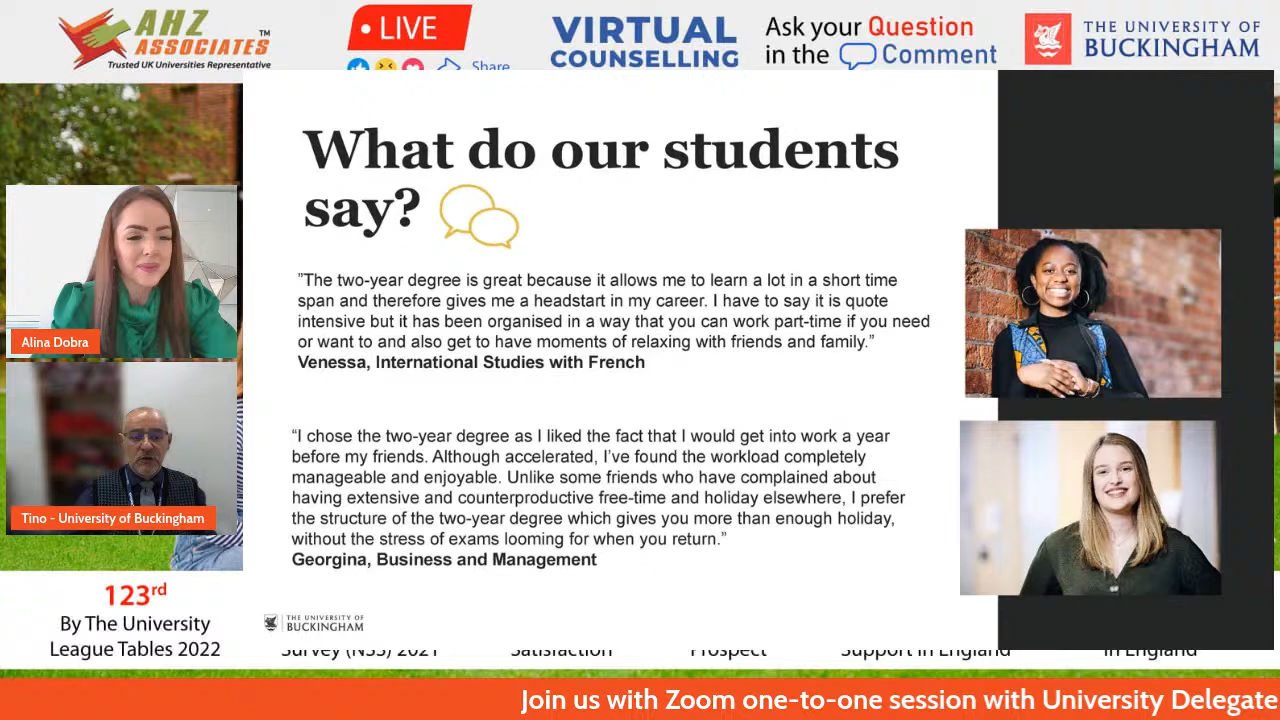 AHZ
ASSOCIATES
TM
Trusted UK Universities Representative
• LIVE
Share
VIRTUAL
COUNSELLING
Ask your Question
in the Comment
THE UNIVERSITY OF
BUCKINGHAM
What do our students
say?
”The two-year degree is great because it allows me to learn a lot in a short time
span and therefore gives me a headstart in my career. I have to say it is quote
intensive but it has been organised in a way that you can work part-time if you need
or want to and also get to have moments of relaxing with friends and family.”
Venessa, International Studies with French
“I chose the two-year degree as I liked the fact that I would get into work a year
before my friends. Although accelerated, I’ve found the workload completely
manageable and enjoyable. Unlike some friends who have complained about
having extensive and counterproductive free-time and holiday elsewhere, I prefer
the structure of the two-year degree which gives you more than enough holiday,
without the stress of exams looming for when you return.”
Georgina, Business and Management
Alina Dobra
Tino - University of Buckingham
123rd
By The University
League Tables 2022
THE UNIVERSITY OF
BUCKINGHAM
Survey (NSS) 2021
Satisfaction
Prospect
Support in England
in England
Join us with Zoom one-to-one session with University Delegate